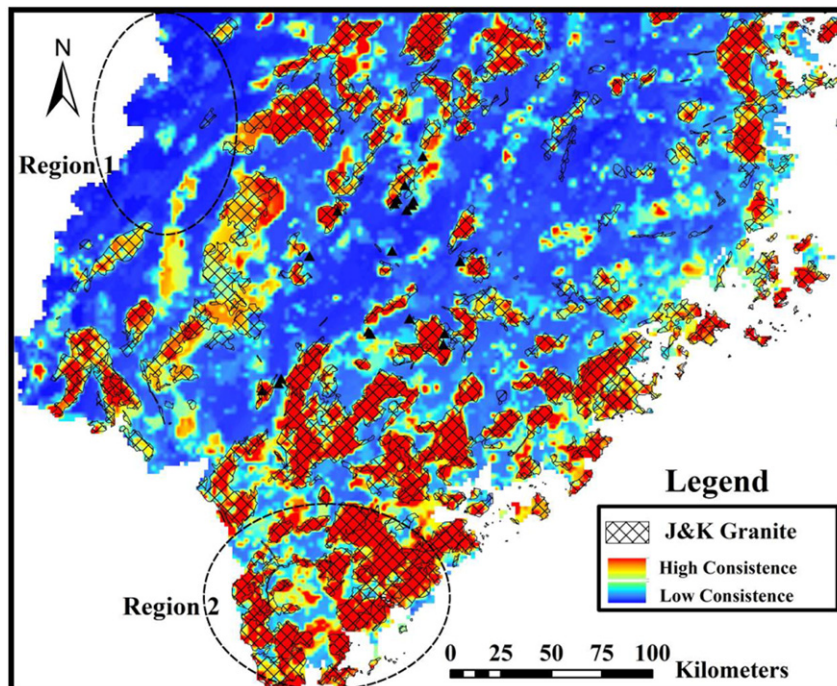 N
Region 1
Legend
J&K Granite
High Consistence
Low Consistence
Region 2
0 25 50 75 100
Kilometers